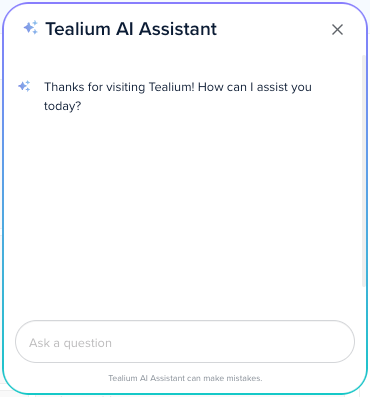 Tealium AI Assistant
Thanks for visiting Tealium! How can I assist you
today?
Ask a question
Tealium AI Assistant can make mistakes.